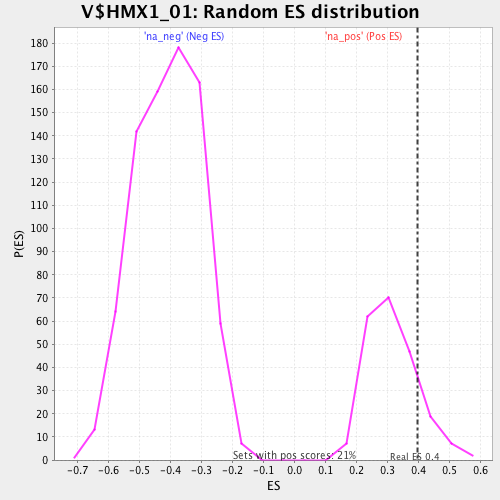 V$HMX1_01: Random ES distribution
'na_neg' (Neg ES) 'na_pos' (Pos ES)
180
170
160
150
140
130
120
110
100
90
80
70
60
50
40
30
20
10
0
P(ES)
Sets with pos scores: 21%
Real ES 0.4
-0.7 -0.6 -0.5 -0.4 -0.3 -0.2 -0.1 0.0 0.1 0.2 0.3 0.4 0.5 0.6
ES